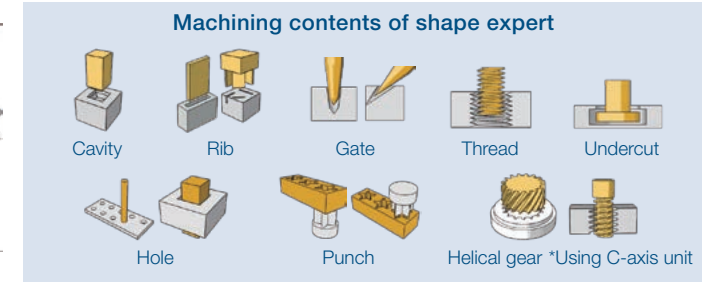 Machining contents of shape expert
Cavity
Rib
Gate
Thread
Undercut
Hole
Punch
Helical gear *Using C-axis unit